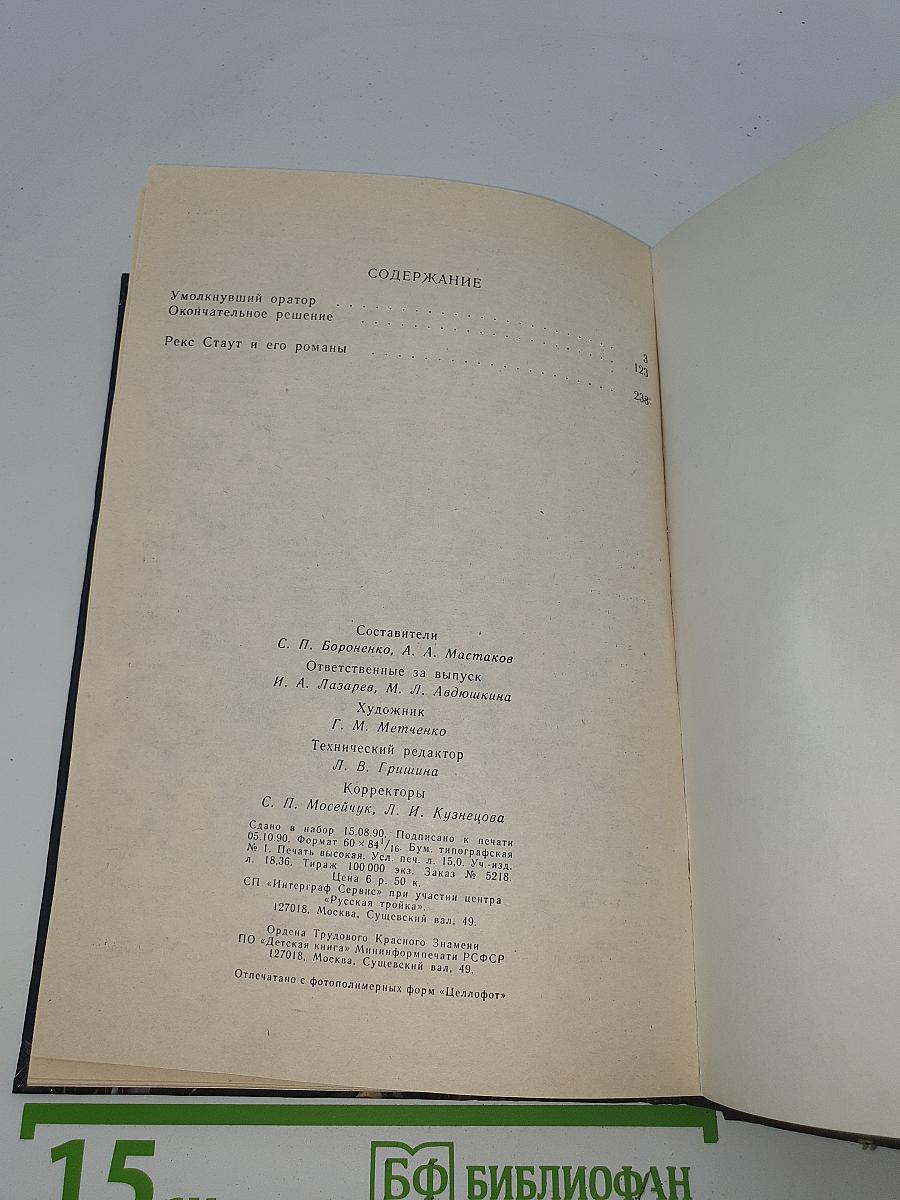 СОДЕРЖАНИЕ
Умолкнувший оратор . . . . . . . . . . . . . . . 3
Окончательное решение . . . . . . . . . . . . . . 123
Рекс Стаут и его романы . . . . . . . . . . . . . . 238
Составители
С. П. Бороненко, А. А. Мастаков
Ответственные за выпуск
И. А. Лазарев, М. Л. Авдюшкина
Художник
Г. М. Метченко
Технический редактор
Л. В. Гришина
Корректоры
С. П. Мосейчук, Л. И. Кузнецова
Сдано в набор 15.08.90. Подписано к печати
05.10.90. Формат 60×84 1/16. Бум. типографская
№ 1. Печать высокая. Усл. печ. л. 15,0. Уч.-изд.
л. 18,36. Тираж 100 000 экз. Заказ № 5218.
Цена 6 р. 50 к.
СП «Интерграф Сервис» при участии центра
«Русская тройка».
127018, Москва, Сущевский вал, 49.
Ордена Трудового Красного Знамени
ПО «Детская книга» Мининформпечати РСФСР
127018, Москва, Сущевский вал, 49.
Отпечатано с фотополимерных форм «Целлофот»
15 см
БФ БИБЛИОФАН